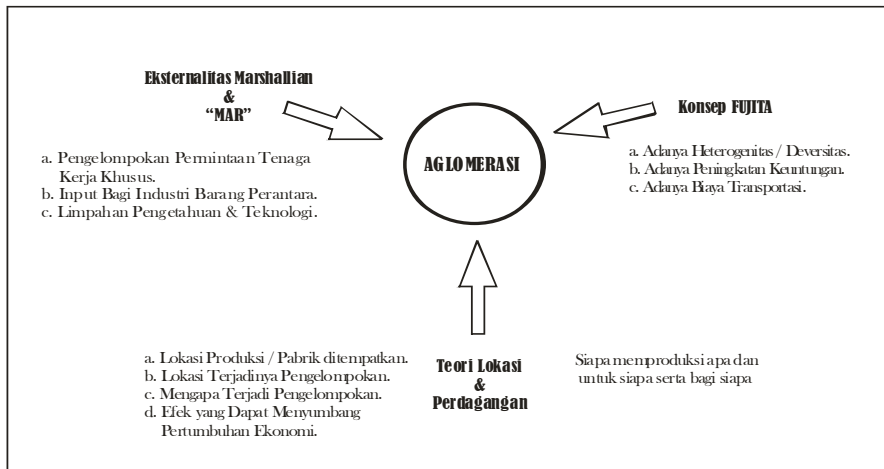 Eksternalitas Marshallian
&
“MAR”
a. Pengelompokan Permintaan Tenaga
Kerja Khusus.
b. Input Bagi Industri Barang Perantara.
c. Limpahan Pengetahuan & Teknologi.
AGLOMERASI
Konsep FUJITA
a. Adanya Heterogenitas / Deversitas.
b. Adanya Peningkatan Keuntungan.
c. Adanya Biaya Transportasi.
a. Lokasi Produksi / Pabrik ditempatkan.
b. Lokasi Terjadinya Pengelompokan.
c. Mengapa Terjadi Pengelompokan.
d. Efek yang Dapat Menyumbang
Pertumbuhan Ekonomi.
Teori Lokasi
&
Perdagangan
Siapa memproduksi apa dan
untuk siapa serta bagi siapa